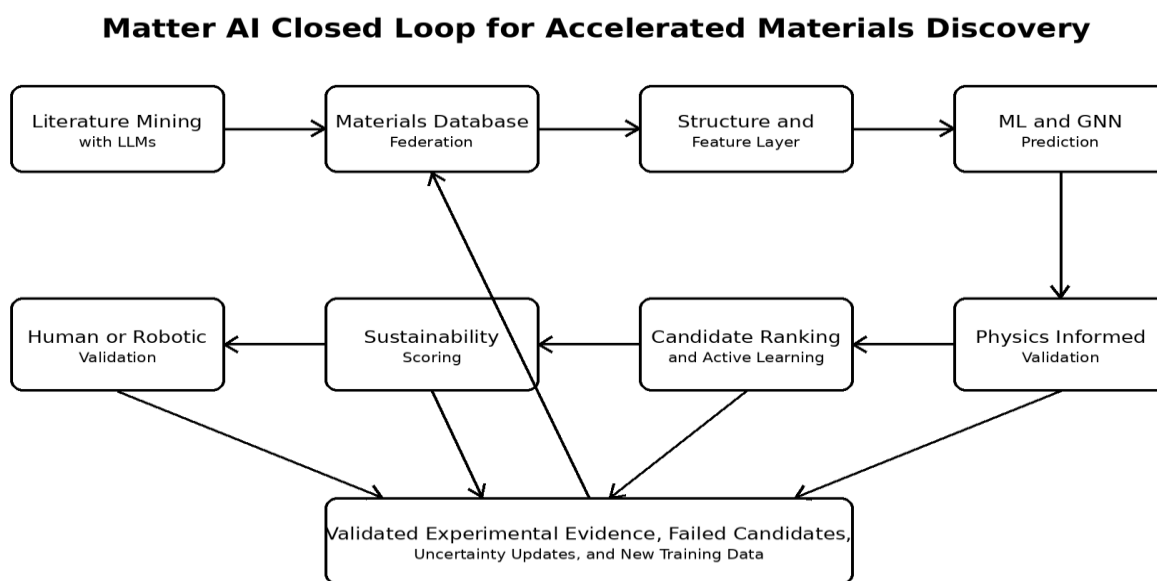 Matter AI Closed Loop for Accelerated Materials Discovery
Literature Mining
with LLMs
Materials Database
Federation
Structure and
Feature Layer
ML and GNN
Prediction
Human or Robotic
Validation
Sustainability
Scoring
Candidate Ranking
and Active Learning
Physics Informed
Validation
Validated Experimental Evidence, Failed Candidates,
Uncertainty Updates, and New Training Data